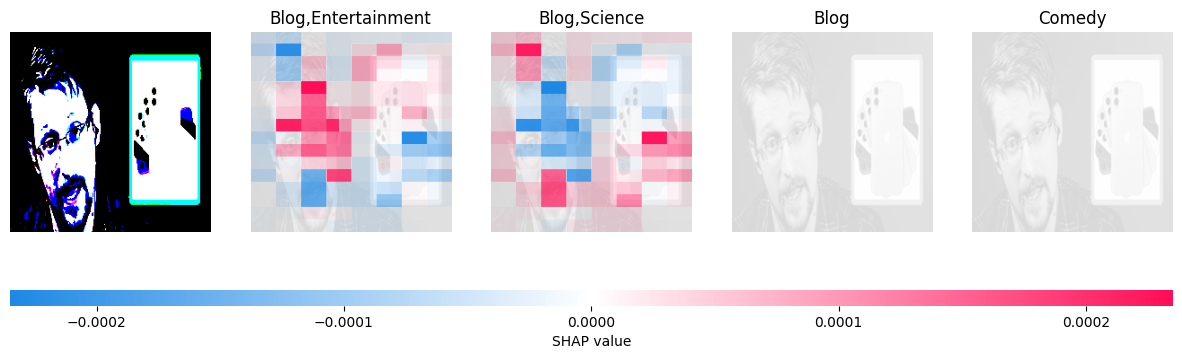 Blog,Entertainment
Blog,Science
Blog
Comedy
−0.0002
−0.0001
0.0000
0.0001
0.0002
SHAP value